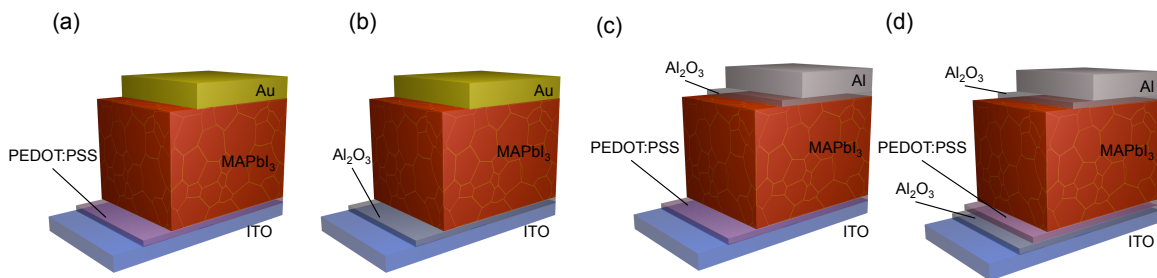 (a)
Au
MAPbI₃
PEDOT:PSS
ITO
(b)
Au
MAPbI₃
Al₂O₃
ITO
(c)
Al₂O₃
Al
MAPbI₃
PEDOT:PSS
ITO
(d)
Al₂O₃
Al
PEDOT:PSS
MAPbI₃
Al₂O₃
ITO